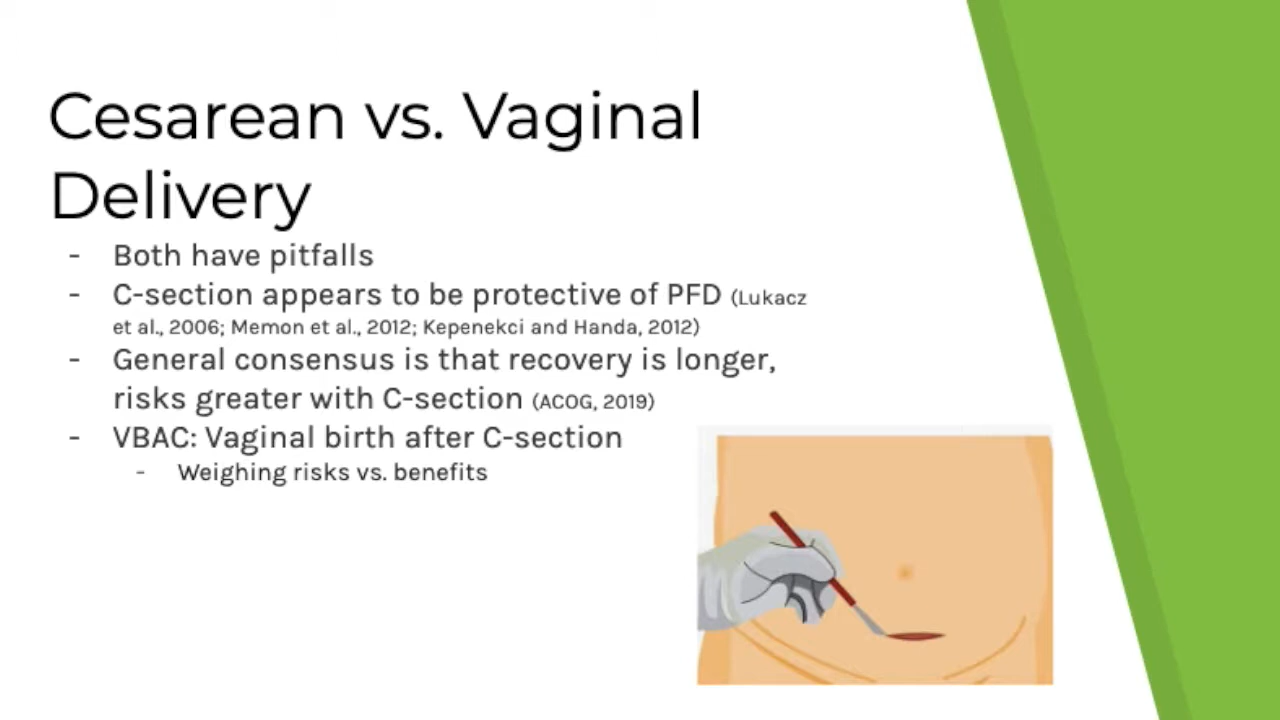 Cesarean vs. Vaginal
Delivery
- Both have pitfalls
- C-section appears to be protective of PFD (Lukacz
et al., 2006; Memon et al., 2012; Kepenekci and Handa, 2012)
- General consensus is that recovery is longer,
risks greater with C-section (ACOG, 2019)
- VBAC: Vaginal birth after C-section
- Weighing risks vs. benefits